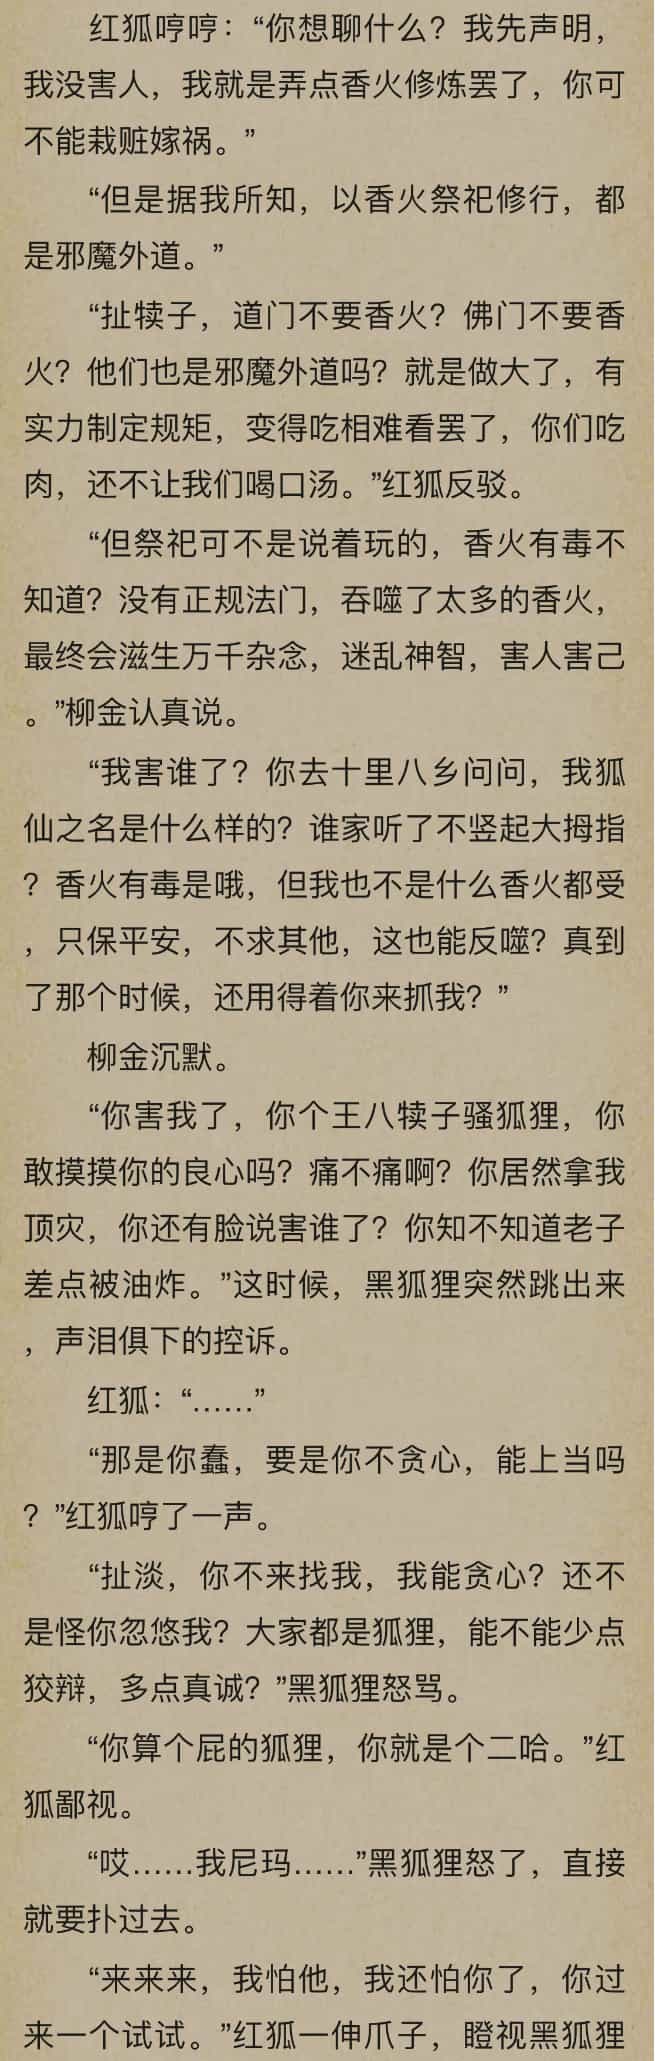 红狐哼哼：“你想聊什么？我先声明，
我没害人，我就是弄点香火修炼罢了，你可
不能栽赃嫁祸。”
“但是据我所知，以香火祭祀修行，都
是邪魔外道。”
“扯犊子，道门不要香火？佛门不要香
火？他们也是邪魔外道吗？就是做大了，有
实力制定规矩，变得吃相难看罢了，你们吃
肉，还不让我们喝口汤。”红狐反驳。
“但祭祀可不是说着玩的，香火有毒不
知道？没有正规法门，吞噬了太多的香火，
最终会滋生万千杂念，迷乱神智，害人害己
。”柳金认真说。
“我害谁了？你去十里八乡问问，我狐
仙之名是什么样的？谁家听了不竖起大拇指
？香火有毒是哦，但我也不是什么香火都受
，只保平安，不求其他，这也能反噬？真到
了那个时候，还用得着你来抓我？”
柳金沉默。
“你害我了，你个王八犊子骚狐狸，你
敢摸摸你的良心吗？痛不痛啊？你居然拿我
顶灾，你还有脸说害谁了？你知不知道老子
差点被油炸。”这时候，黑狐狸突然跳出来
，声泪俱下的控诉。
红狐：“……”
“那是你蠢，要是你不贪心，能上当吗
？”红狐哼了一声。
“扯淡，你不来找我，我能贪心？还不
是怪你忽悠我？大家都是狐狸，能不能少点
狡辩，多点真诚？”黑狐狸怒骂。
“你算个屁的狐狸，你就是个二哈。”红
狐鄙视。
“哎……我尼玛……”黑狐狸怒了，直接
就要扑过去。
“来来来，我怕他，我还怕你了，你过
来一个试试。”红狐一伸爪子，瞪视黑狐狸